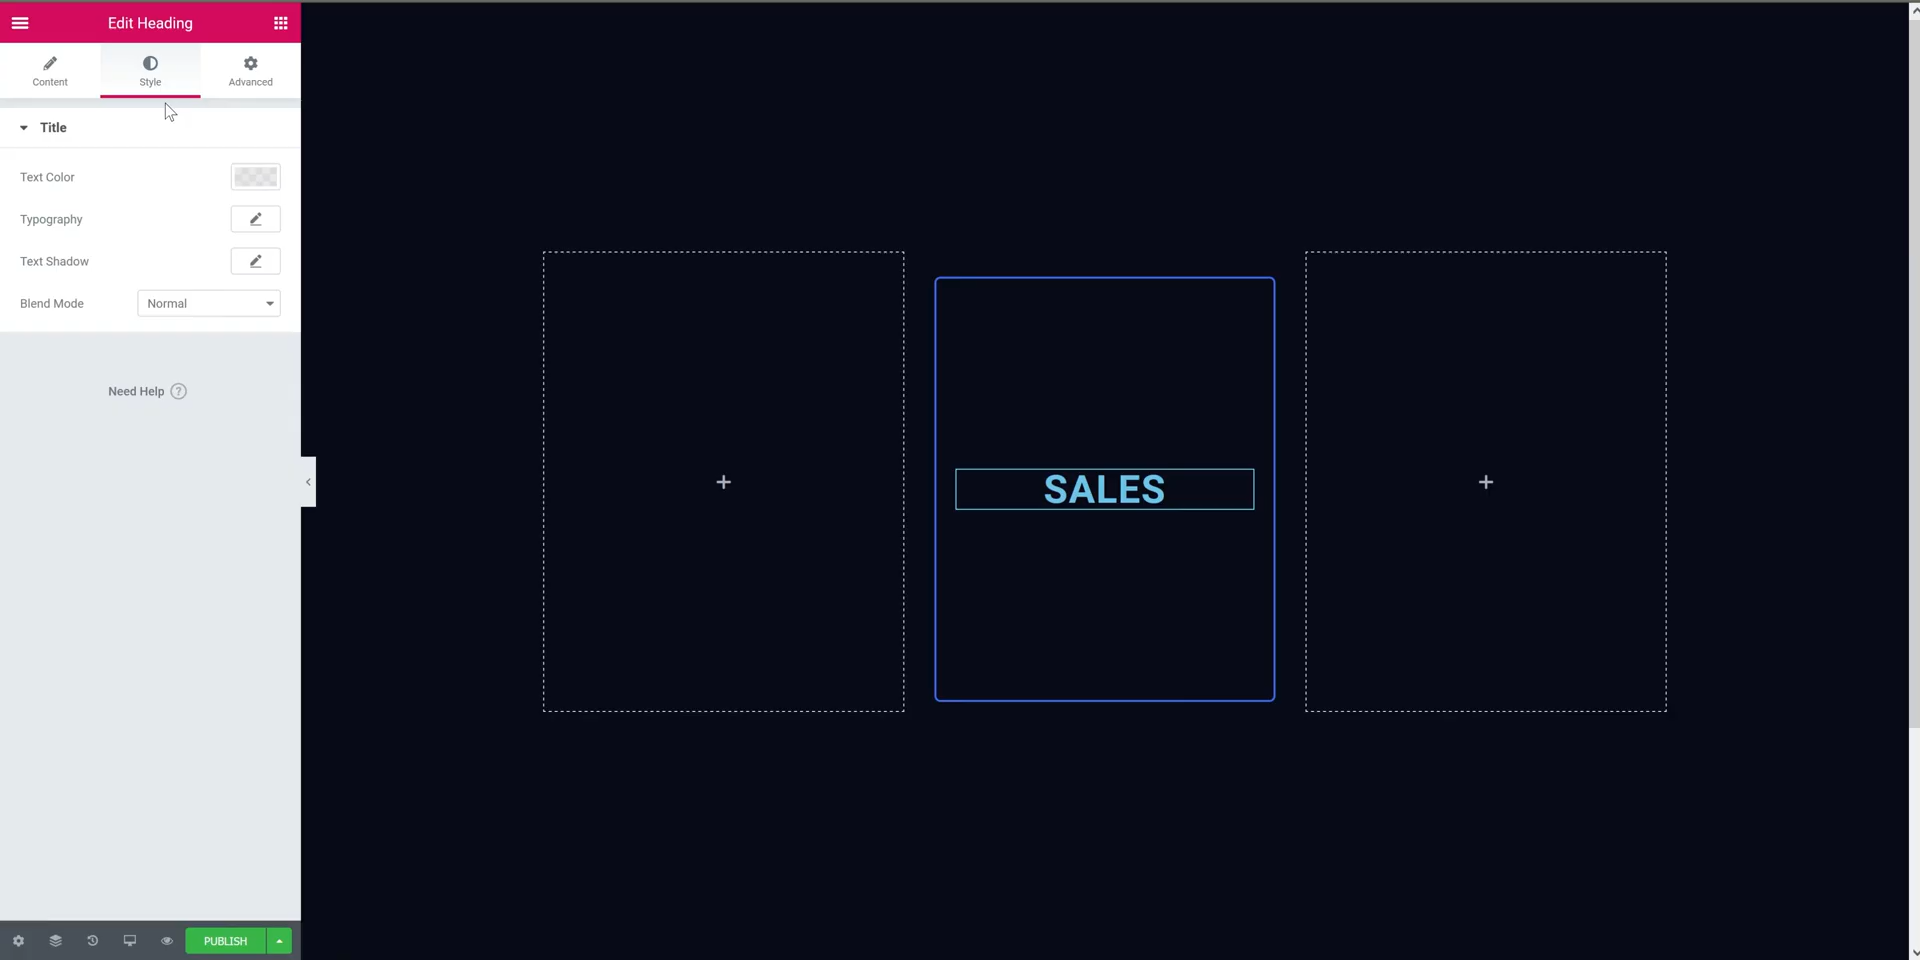 Edit Heading
Content
Style
Advanced
Title
Text Color
Typography
Text Shadow
Blend Mode
Normal
Need Help ?
PUBLISH
SALES